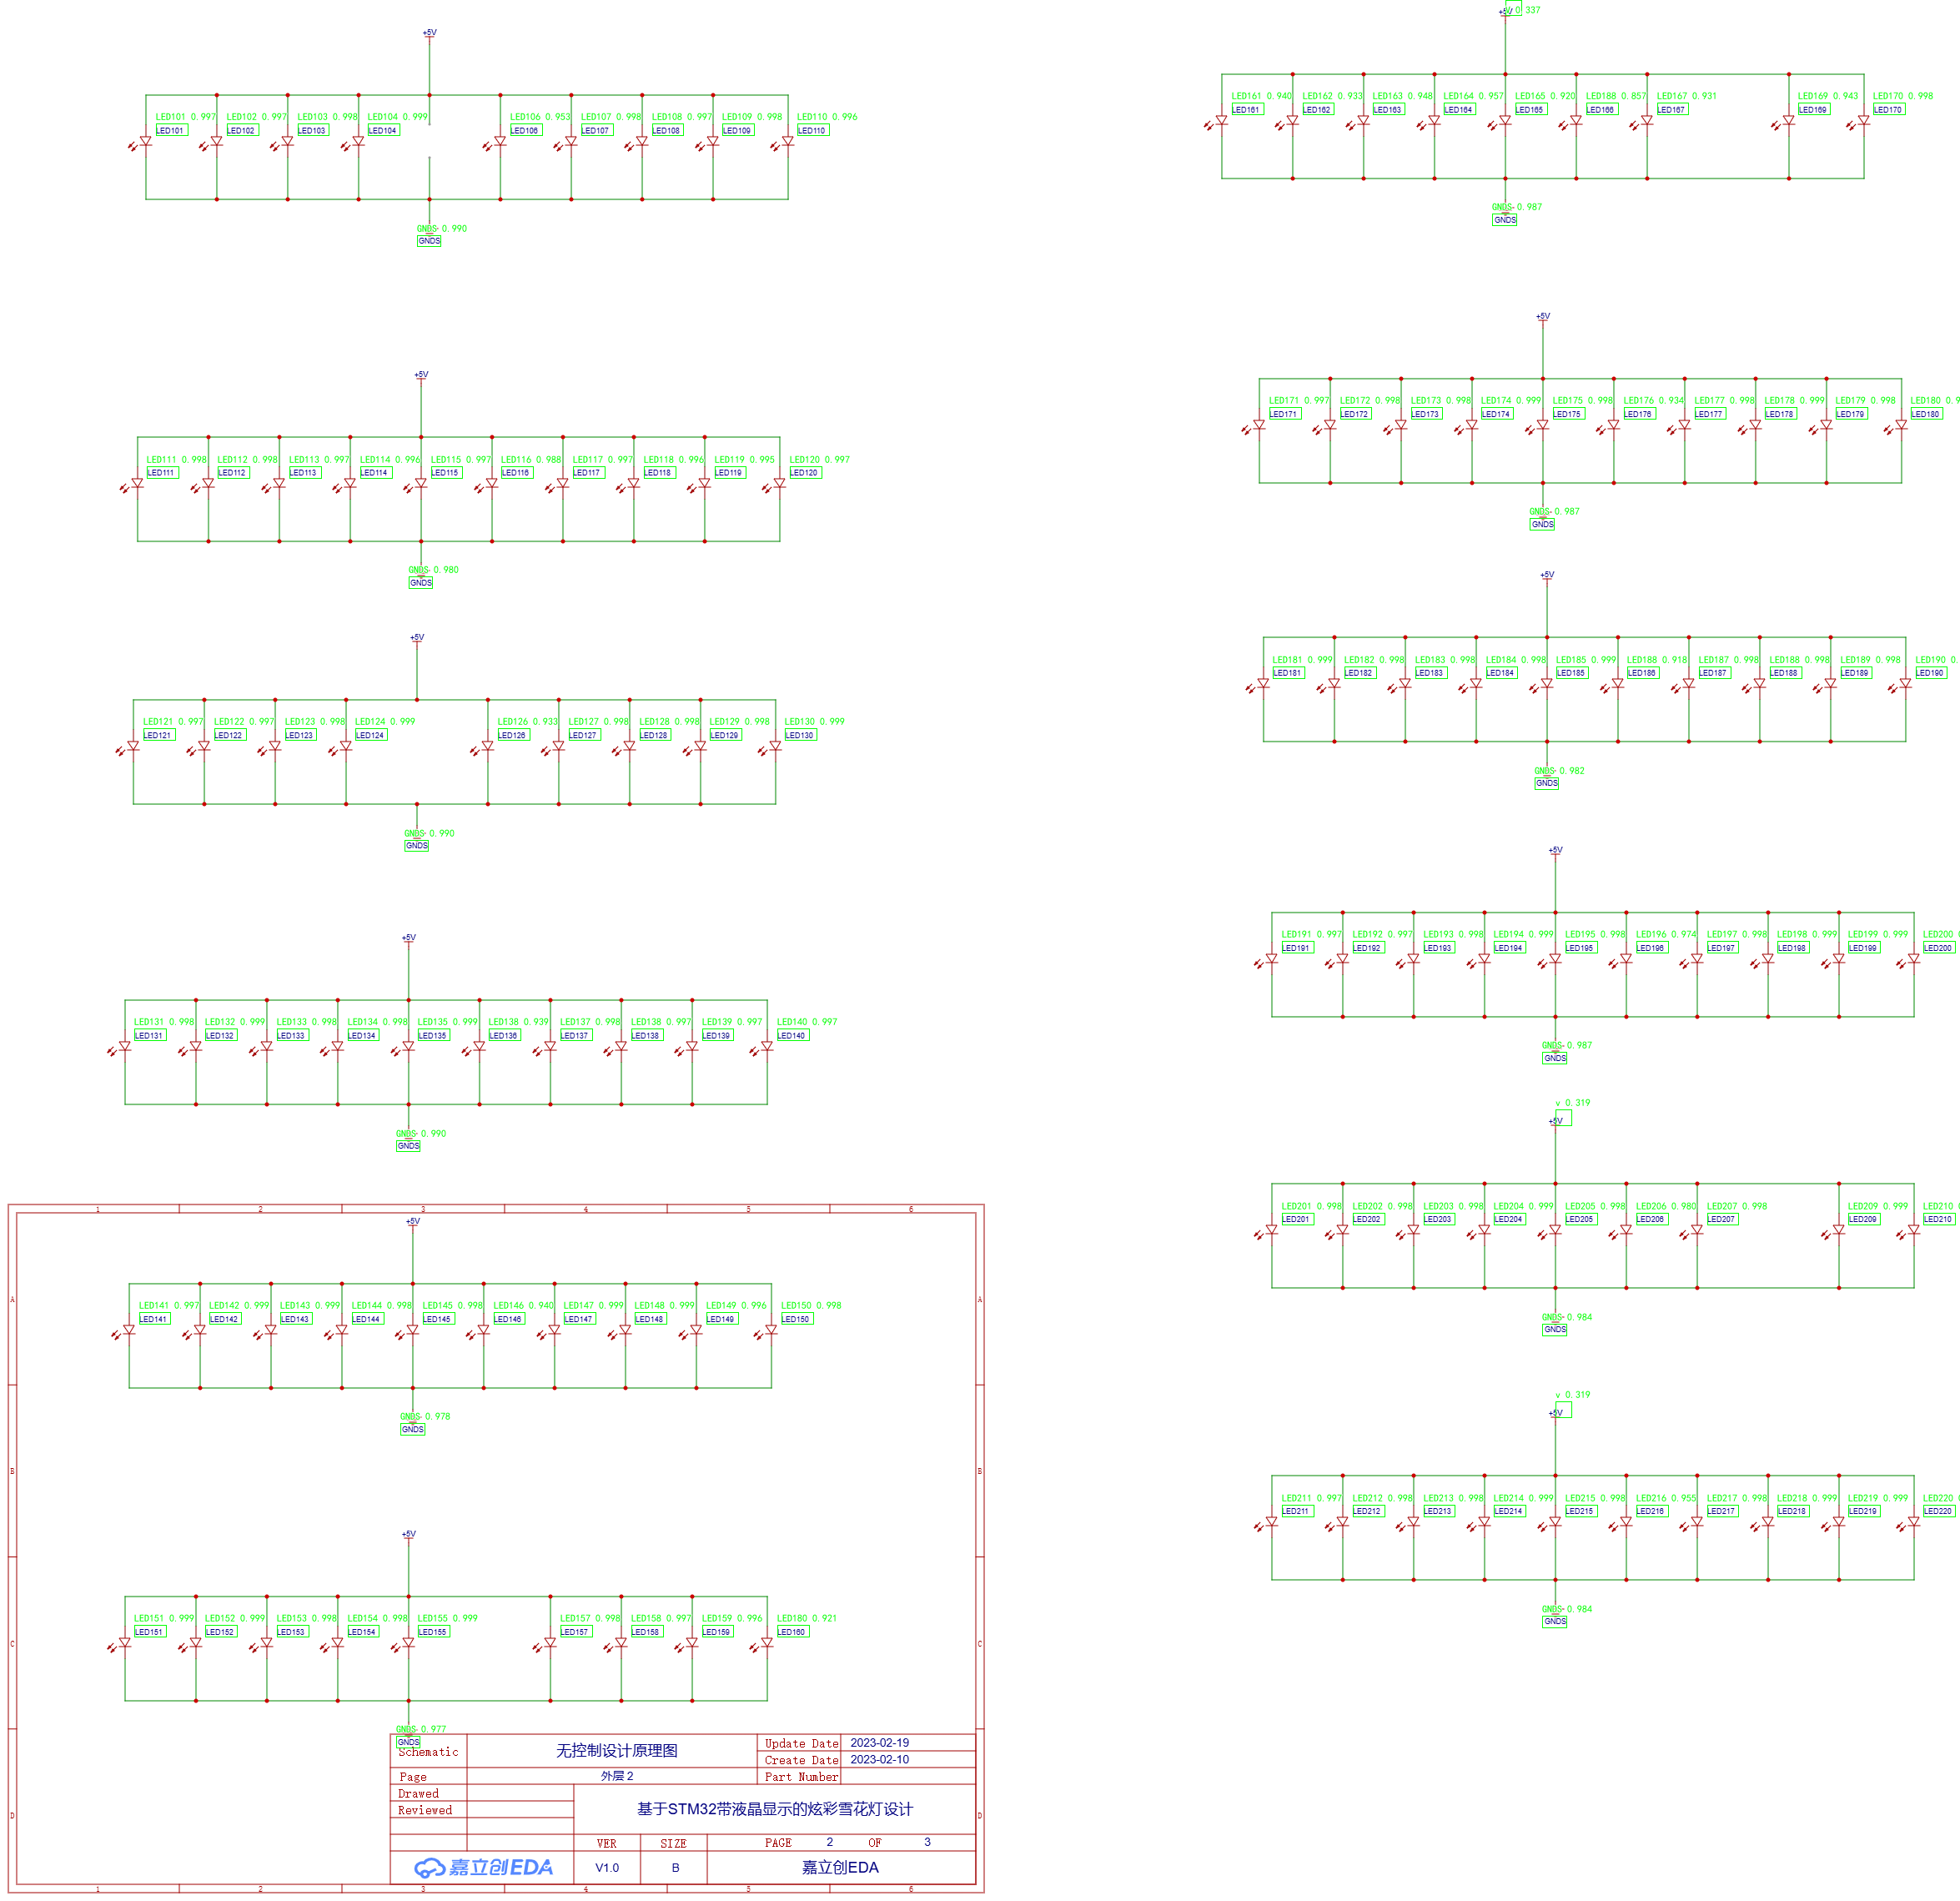 +5V
LED101 0.997 LED102 0.997 LED103 0.998 LED104 0.999 LED106 0.953 LED107 0.998 LED108 0.997 LED109 0.998 LED110 0.996
LED101 LED102 LED103 LED104 LED106 LED107 LED108 LED109 LED110
GNDS 0.990
GNDS
+5V
LED111 0.998 LED112 0.998 LED113 0.997 LED114 0.996 LED115 0.997 LED116 0.988 LED117 0.997 LED118 0.996 LED119 0.995 LED120 0.997
LED111 LED112 LED113 LED114 LED115 LED116 LED117 LED118 LED119 LED120
GNDS 0.980
GNDS
+5V
LED121 0.997 LED122 0.997 LED123 0.998 LED124 0.999 LED126 0.933 LED127 0.998 LED128 0.998 LED129 0.998 LED130 0.999
LED121 LED122 LED123 LED124 LED126 LED127 LED128 LED129 LED130
GNDS 0.990
GNDS
+5V
LED131 0.998 LED132 0.999 LED133 0.998 LED134 0.998 LED135 0.999 LED138 0.939 LED137 0.998 LED138 0.997 LED139 0.997 LED140 0.997
LED131 LED132 LED133 LED134 LED135 LED136 LED137 LED138 LED139 LED140
GNDS 0.990
GNDS
1 2 3 4 5 6
+5V
A A
LED141 0.997 LED142 0.999 LED143 0.999 LED144 0.998 LED145 0.998 LED146 0.940 LED147 0.999 LED148 0.999 LED149 0.996 LED150 0.998
LED141 LED142 LED143 LED144 LED145 LED146 LED147 LED148 LED149 LED150
GNDS 0.978
GNDS
B B
+5V
LED151 0.999 LED152 0.999 LED153 0.998 LED154 0.998 LED155 0.999 LED157 0.998 LED158 0.997 LED159 0.996 LED180 0.921
LED151 LED152 LED153 LED154 LED155 LED157 LED158 LED159 LED160
C C
GNDS 0.977
GNDS
Schematic 无控制设计原理图 Update Date 2023-02-19
Create Date 2023-02-10
Page 外层 2 Part Number
Drawed
Reviewed 基于STM32带液晶显示的炫彩雪花灯设计
D D
VER SIZE PAGE 2 OF 3
嘉立创EDA V1.0 B 嘉立创EDA
1 2 3 4 5 6
+5V 0.337
LED161 0.940 LED162 0.933 LED163 0.948 LED164 0.957 LED165 0.920 LED188 0.857 LED167 0.931 LED169 0.943 LED170 0.998
LED161 LED162 LED163 LED164 LED165 LED166 LED167 LED169 LED170
GNDS 0.987
GNDS
+5V
LED171 0.997 LED172 0.998 LED173 0.998 LED174 0.999 LED175 0.998 LED176 0.934 LED177 0.998 LED178 0.999 LED179 0.998 LED180 0.9
LED171 LED172 LED173 LED174 LED175 LED176 LED177 LED178 LED179 LED180
GNDS 0.987
GNDS
+5V
LED181 0.999 LED182 0.998 LED183 0.998 LED184 0.998 LED185 0.999 LED188 0.918 LED187 0.998 LED188 0.998 LED189 0.998 LED190 0.
LED181 LED182 LED183 LED184 LED185 LED186 LED187 LED188 LED189 LED190
GNDS 0.982
GNDS
+5V
LED191 0.997 LED192 0.997 LED193 0.998 LED194 0.999 LED195 0.998 LED196 0.974 LED197 0.998 LED198 0.999 LED199 0.999 LED200
LED191 LED192 LED193 LED194 LED195 LED196 LED197 LED198 LED199 LED200
GNDS 0.987
GNDS
v 0.319
+5V
LED201 0.998 LED202 0.998 LED203 0.998 LED204 0.999 LED205 0.998 LED206 0.980 LED207 0.998 LED209 0.999 LED210
LED201 LED202 LED203 LED204 LED205 LED206 LED207 LED209 LED210
GNDS 0.984
GNDS
v 0.319
+5V
LED211 0.997 LED212 0.998 LED213 0.998 LED214 0.999 LED215 0.998 LED216 0.955 LED217 0.998 LED218 0.999 LED219 0.999 LED220
LED211 LED212 LED213 LED214 LED215 LED216 LED217 LED218 LED219 LED220
GNDS 0.984
GNDS